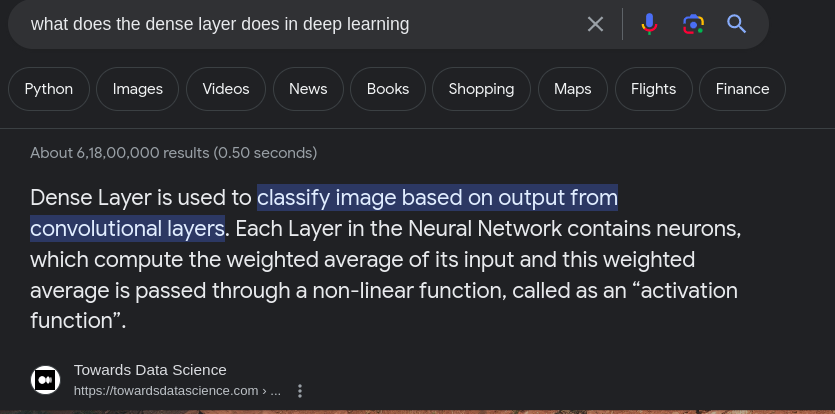 what does the dense layer does in deep learning
Python Images Videos News Books Shopping Maps Flights Finance
About 6,18,00,000 results (0.50 seconds)
Dense Layer is used to classify image based on output from
convolutional layers. Each Layer in the Neural Network contains neurons,
which compute the weighted average of its input and this weighted
average is passed through a non-linear function, called as an “activation
function”.
Towards Data Science
https://towardsdatascience.com › ...